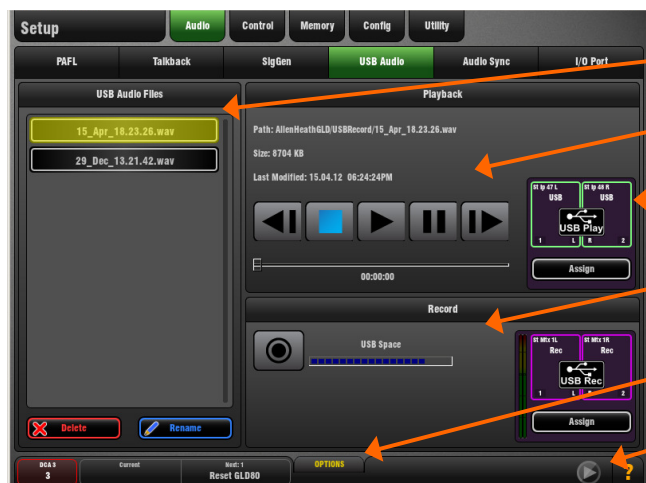 Setup
Audio
Control
Memory
Config
Utility
PAFL
Talkback
SigGen
USB Audio
Audio Sync
I/O Port
USB Audio Files
15_Apr_18.23.26.wav
29_Dec_13.21.42.wav
Delete
Rename
Playback
Path: AllenHeathGLD/USBRecord/15_Apr_18.23.26.wav
Size: 8704 KB
Last Modified: 15.04.12 06:24:24PM
00:00:00
St Ip 47 L
St Ip 48 R
USB
USB
USB Play
1 L R 2
Assign
Record
USB Space
St Mtx 1L
St Mtx 1R
Rec
Rec
USB Rec
1 L R 2
Assign
DCA 3
3
Current
Next: 1
Reset GLD80
OPTIONS
?